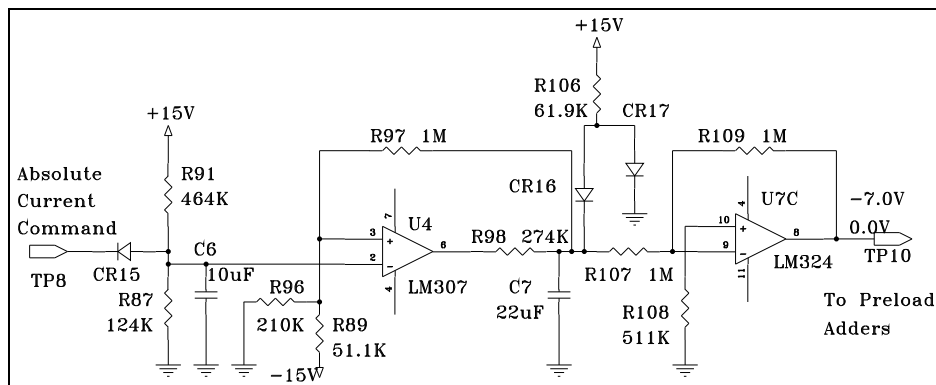 +15V
R106
61.9K
CR17
+15V
R97 1M
R109 1M
Absolute
Current
Command
R91
464K
CR16
7
U4
4
U7C
-7.0V
0.0V
3
+
6
R98 274K
10
+
8
TP8
CR15
C6
10uF
2
-
9
-
TP10
R107 1M
LM324
4
LM307
11
R87
124K
R96
210K
R89
51.1K
C7
22uF
R108
511K
To Preload
Adders
-15V